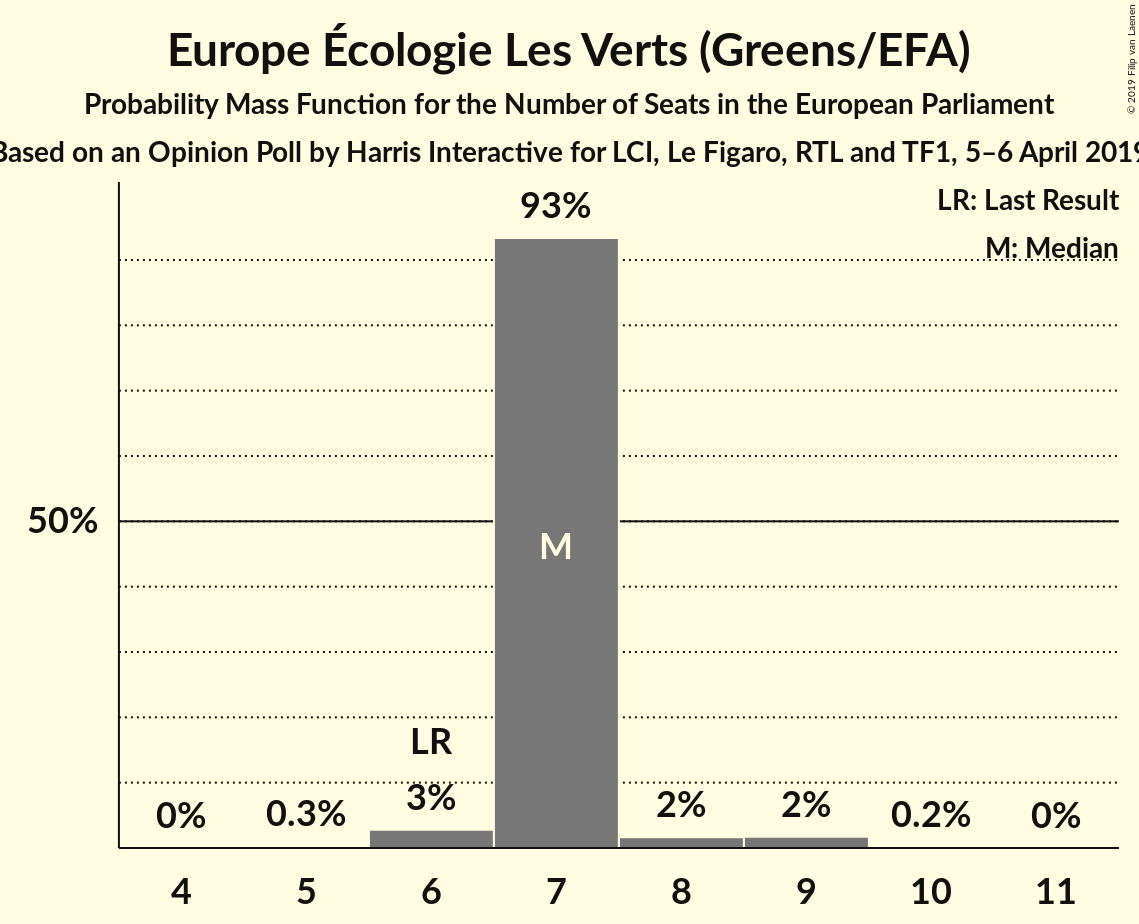 Europe Écologie Les Verts (Greens/EFA)
Probability Mass Function for the Number of Seats in the European Parliament
Based on an Opinion Poll by Harris Interactive for LCI, Le Figaro, RTL and TF1, 5–6 April 2019
© 2019 Filip van Laenen
LR: Last Result
M: Median
93%
50%
M
LR
0% 0.3% 3% 2% 2% 0.2% 0%
4 5 6 7 8 9 10 11